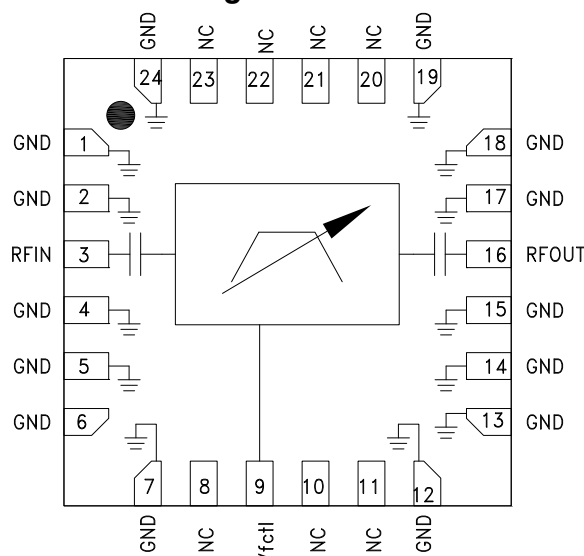 GND
NC
NC
NC
NC
GND
24
23
22
21
20
19
GND 1
18 GND
GND 2
17 GND
RFIN 3
16 RFOUT
GND 4
15 GND
GND 5
14 GND
GND 6
13 GND
7
8
9
10
11
12
GND
NC
fctl
NC
NC
GND